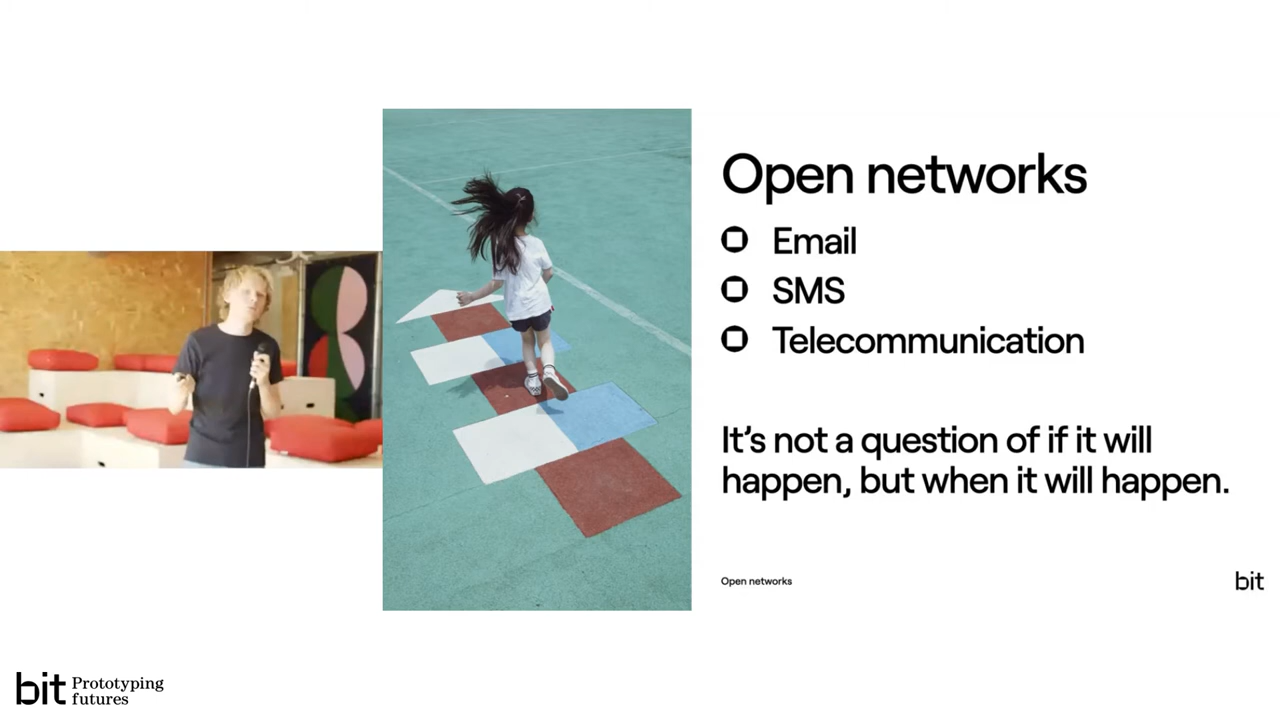 Open networks
Email
SMS
Telecommunication
It's not a question of if it will
happen, but when it will happen.
Open networks
bit
bit Prototyping
futures